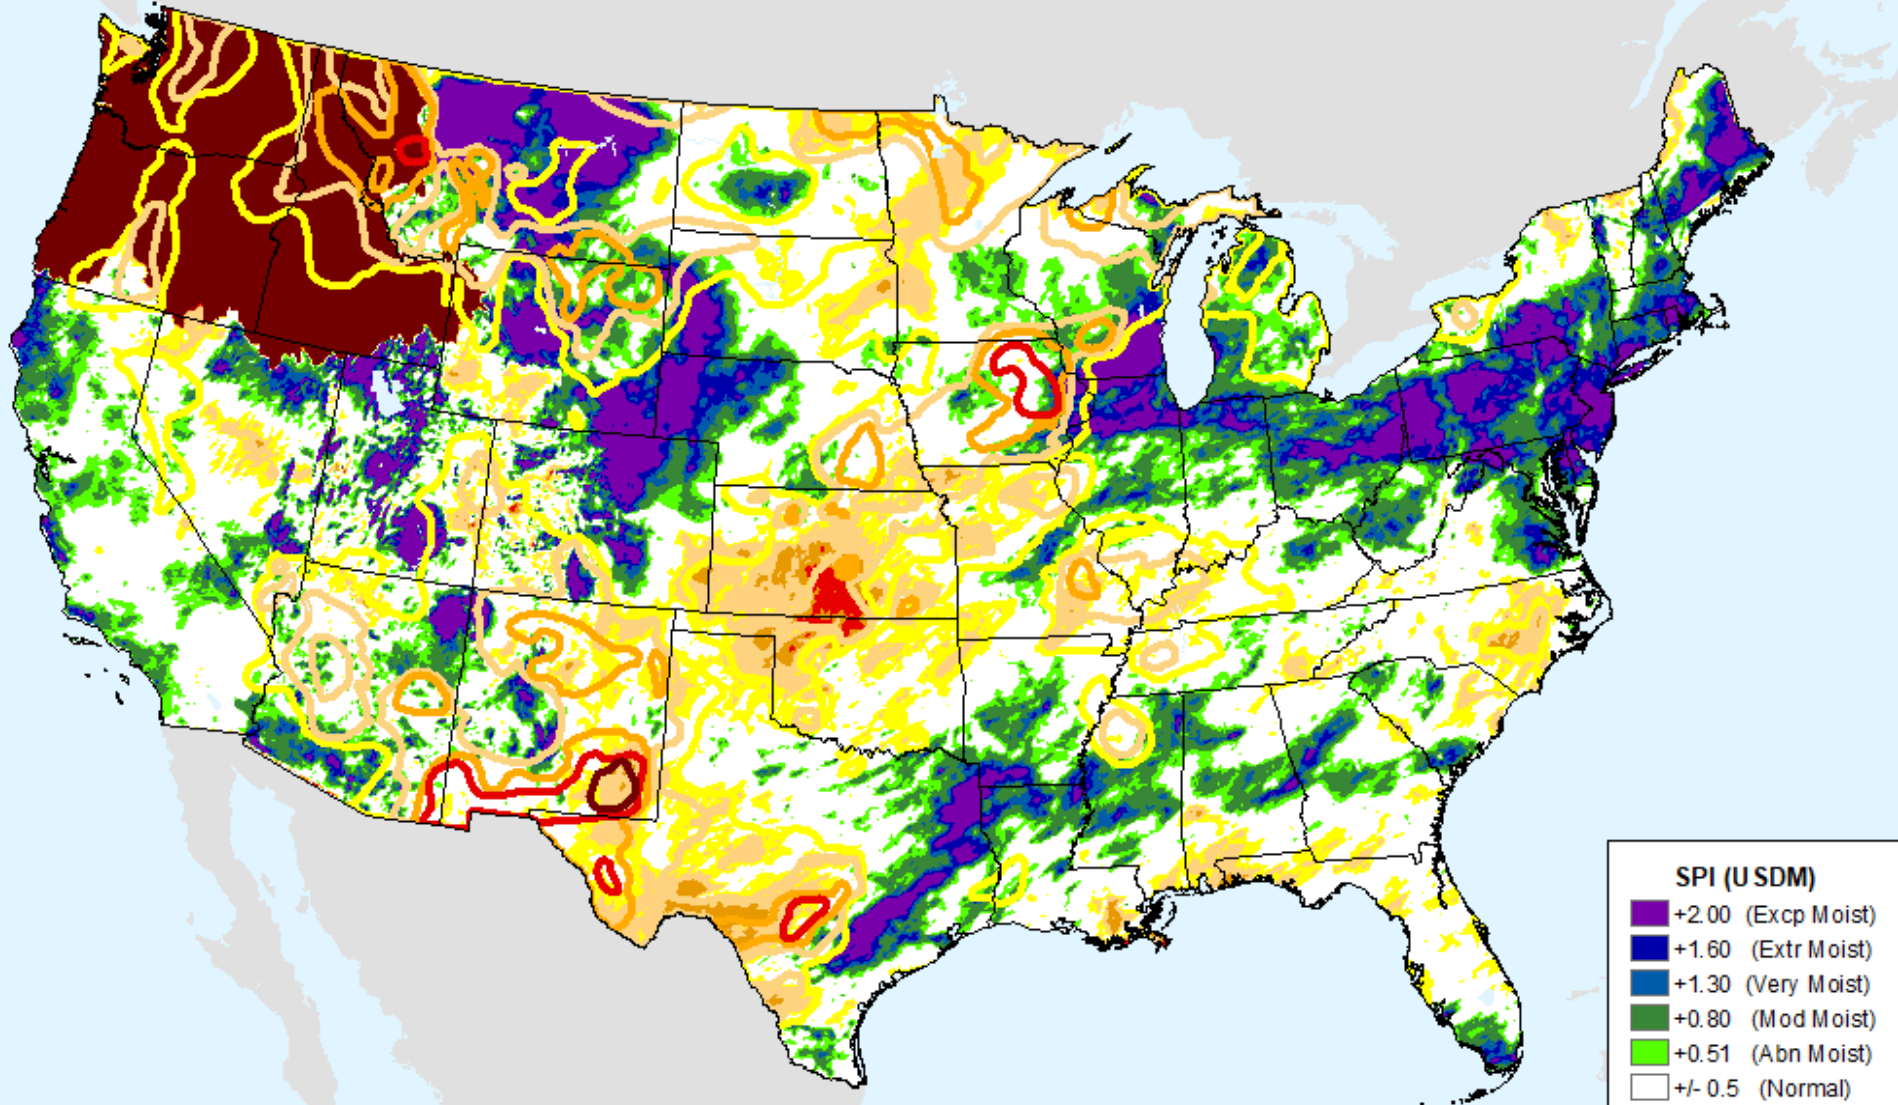 SPI (USDM)
+2.00 (Excp Moist)
+1.60 (Extr Moist)
+1.30 (Very Moist)
+0.80 (Mod Moist)
+0.51 (Abn Moist)
+/- 0.5 (Normal)